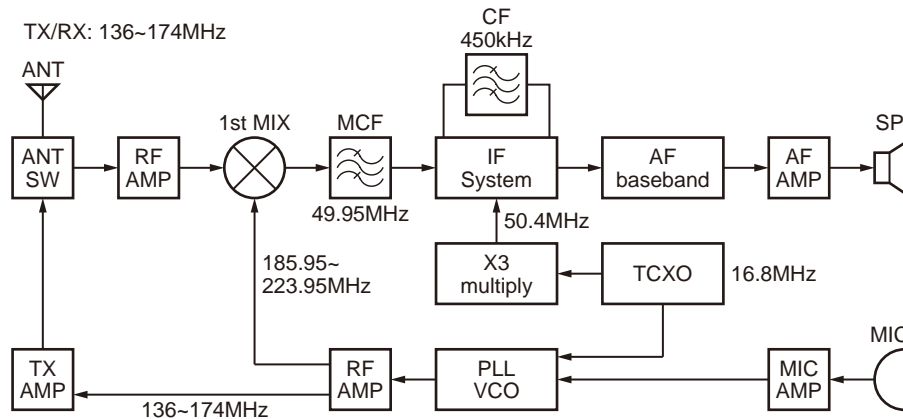 TX/RX: 136~174MHz
CF
450kHz
ANT
1st MIX
MCF
SP
ANT
SW
RF
AMP
IF
System
AF
baseband
AF
AMP
49.95MHz
50.4MHz
185.95~
223.95MHz
X3
multiply
TCXO
16.8MHz
MIC
TX
AMP
RF
AMP
PLL
VCO
MIC
AMP
136~174MHz